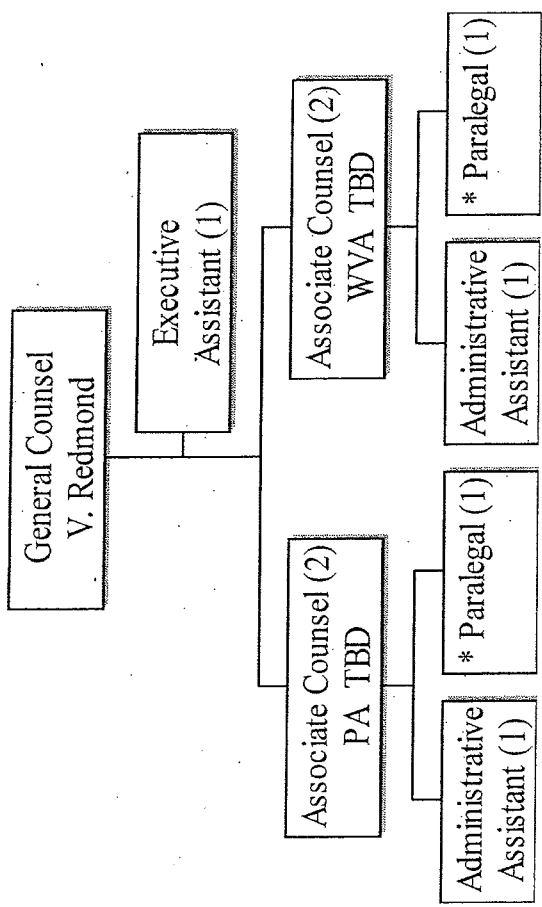 General Counsel
V. Redmond
Executive
Assistant (1)
Associate Counsel (2)
PA TBD
Associate Counsel (2)
WVA TBD
Administrative
Assistant (1)
* Paralegal (1)
Administrative
Assistant (1)
* Paralegal (1)